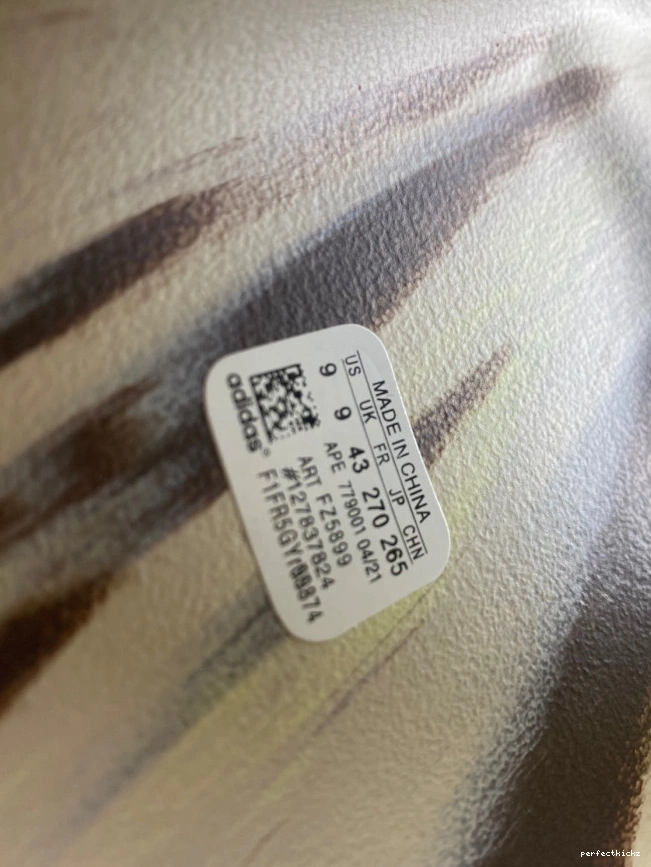 MADE IN CHINA
US UK FR JP CHN
9 9 43 270 265
APE 779001 04/21
ART FZ5899
#127837824
adidas®
perfectkickz